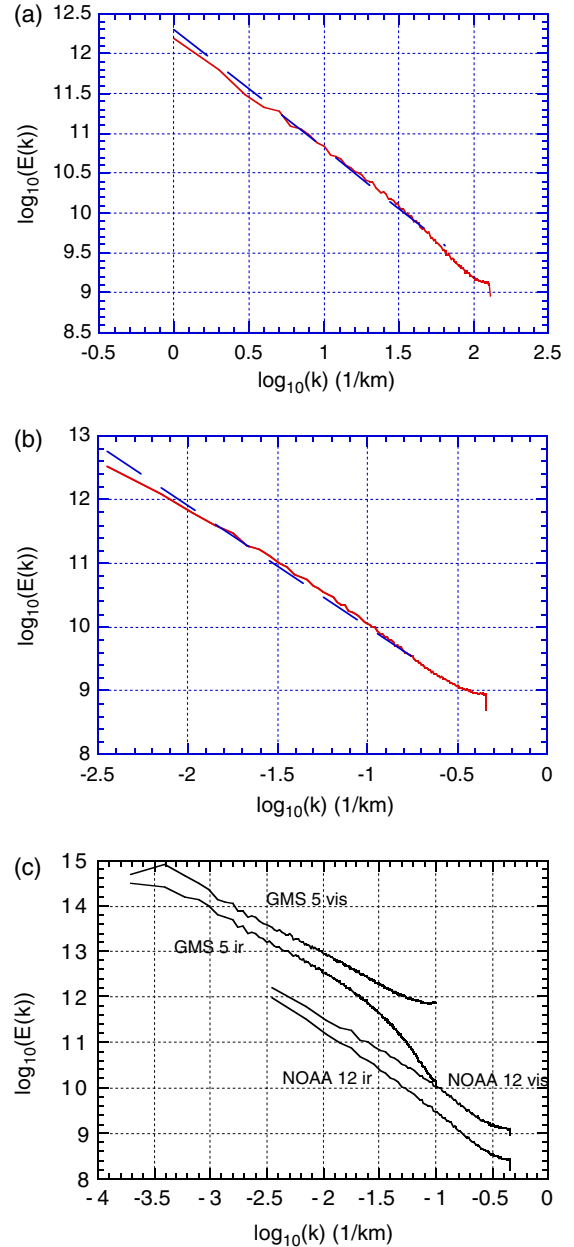 (a)
12.5
12
11.5
11
10.5
10
9.5
9
8.5
log10(E(k))
-0.5 0 0.5 1 1.5 2 2.5
log10(k) (1/km)
(b)
13
12
11
10
9
8
log10(E(k))
-2.5 -2 -1.5 -1 -0.5 0
log10(k) (1/km)
(c)
15
14
13
12
11
10
9
8
log10(E(k))
GMS 5 vis
GMS 5 ir
NOAA 12 ir
NOAA 12 vis
- 4 -3.5 - 3 -2.5 - 2 -1.5 - 1 -0.5 0
log10(k) (1/km)